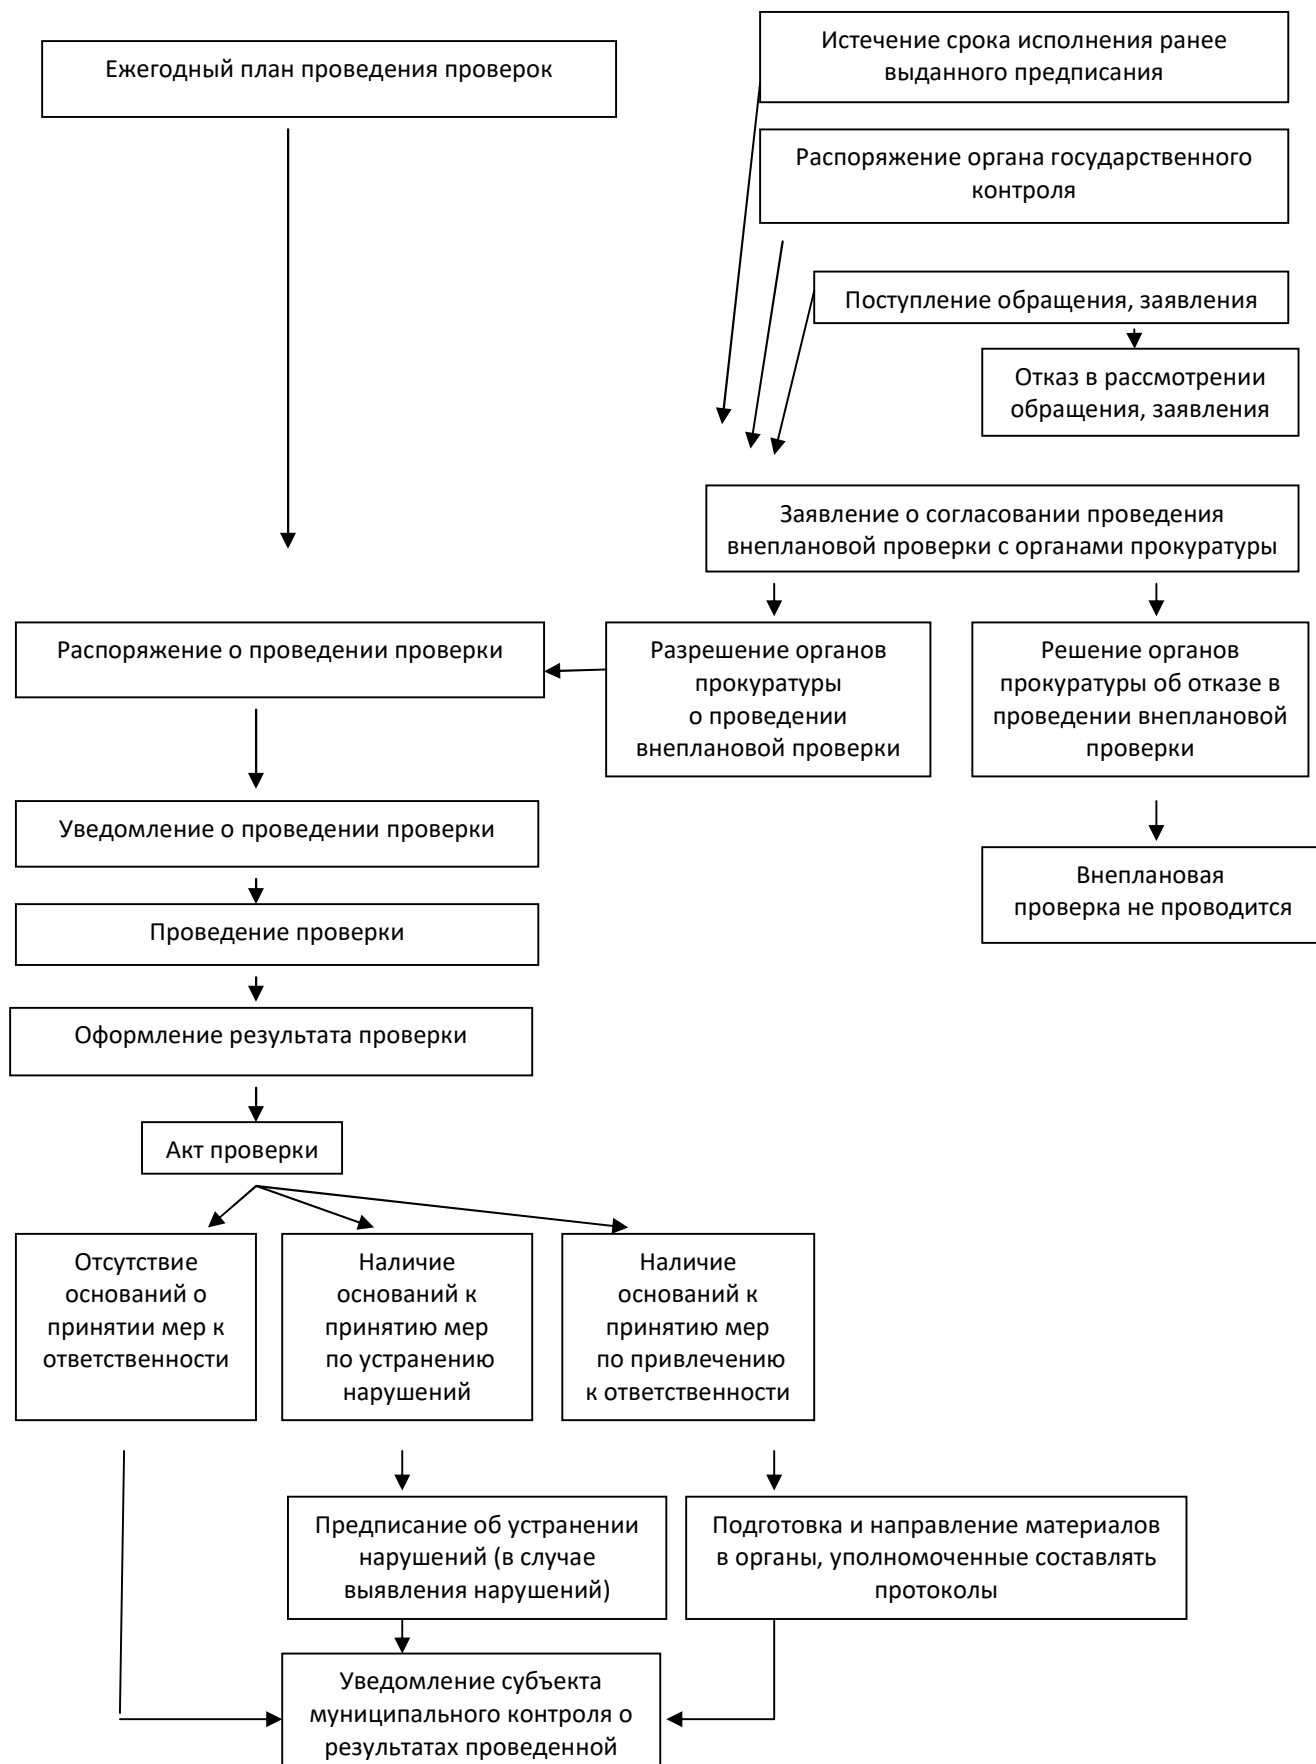 Ежегодный план проведения проверок
Истечение срока исполнения ранее
выданного предписания
Распоряжение органа государственного
контроля
Поступление обращения, заявления
Отказ в рассмотрении
обращения, заявления
Заявление о согласовании проведения
внеплановой проверки с органами прокуратуры
Распоряжение о проведении проверки
Разрешение органов
прокуратуры
о проведении
внеплановой проверки
Решение органов
прокуратуры об отказе в
проведении внеплановой
проверки
Уведомление о проведении проверки
Внеплановая
проверка не проводится
Проведение проверки
Оформление результата проверки
Акт проверки
Отсутствие
оснований о
принятии мер к
ответственности
Наличие
оснований к
принятию мер
по устранению
нарушений
Наличие
оснований к
принятию мер
по привлечению
к ответственности
Предписание об устранении
нарушений (в случае
выявления нарушений)
Подготовка и направление материалов
в органы, уполномоченные составлять
протоколы
Уведомление субъекта
муниципального контроля о
результатах проведенной